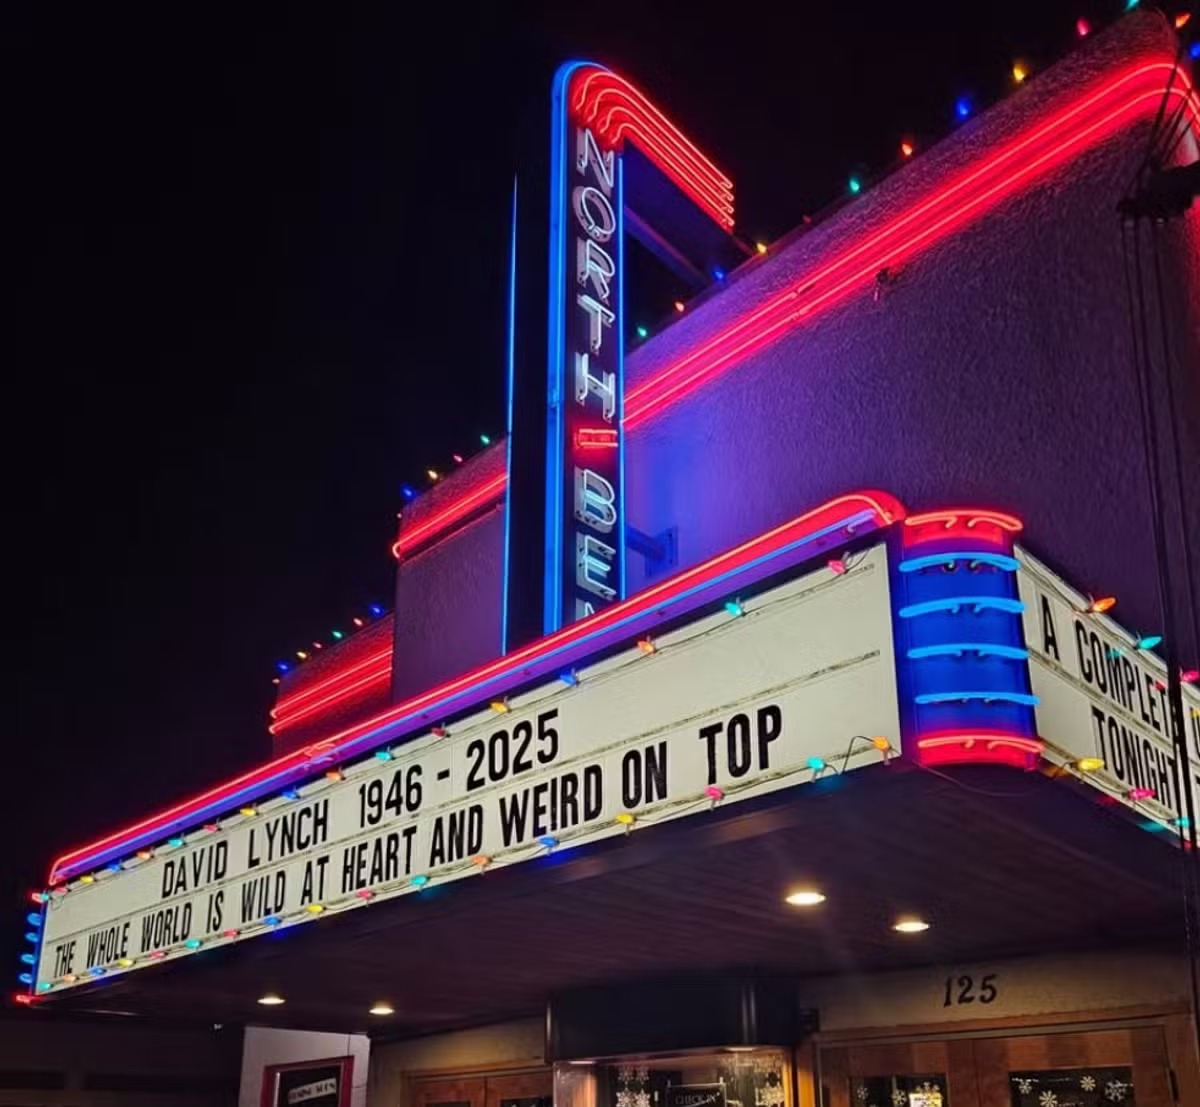 NORTH = BE
DAVID LYNCH 1946 - 2025
THE WHOLE WORLD IS WILD AT HEART AND WEIRD ON TOP
A COMPLET
TONIGHT
125